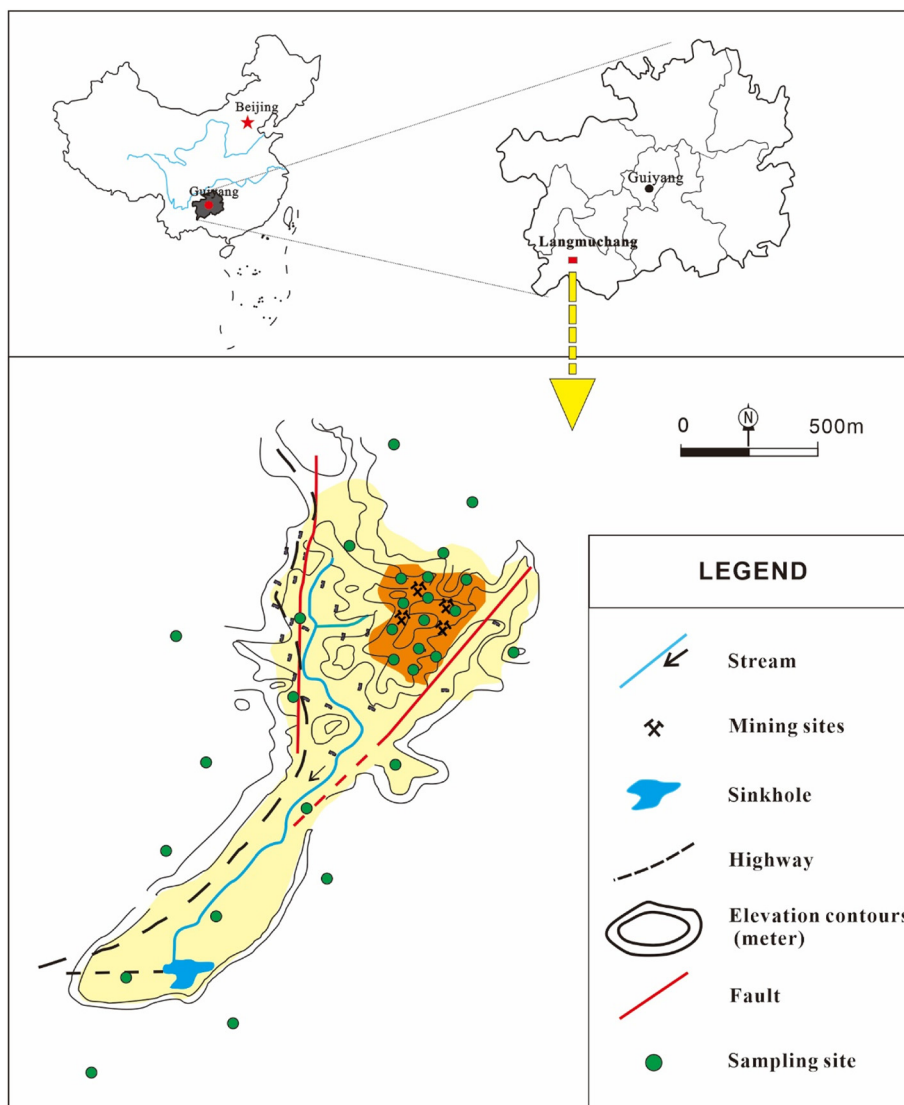 Beijing
Guiyang
Guiyang
Langmuchang
0 N 500m
LEGEND
Stream
Mining sites
Sinkhole
Highway
Elevation contours
(meter)
Fault
Sampling site